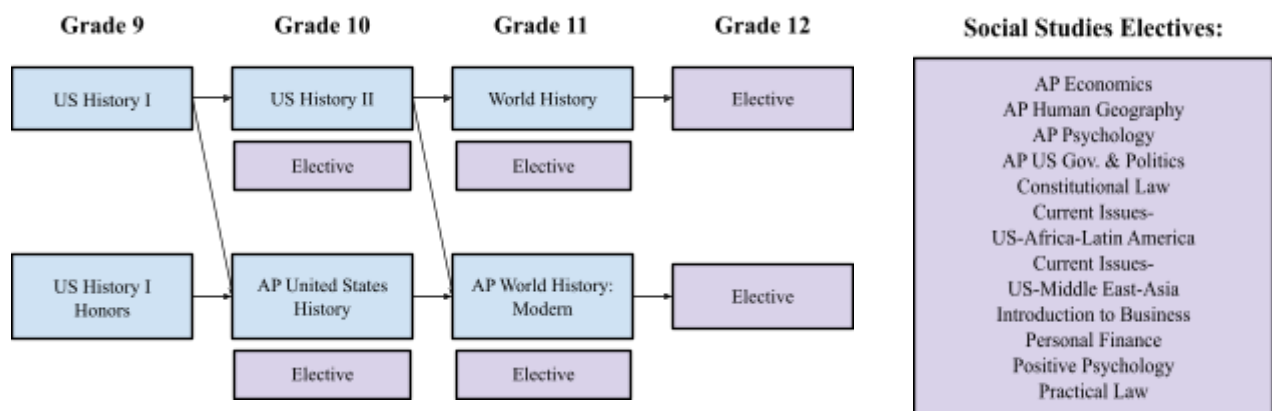 Grade 9
Grade 10
Grade 11
Grade 12
US History I
US History II
World History
Elective
Elective
Elective
US History I
Honors
AP United States
History
AP World History:
Modern
Elective
Elective
Elective
Social Studies Electives:
AP Economics
AP Human Geography
AP Psychology
AP US Gov. & Politics
Constitutional Law
Current Issues-
US-Africa-Latin America
Current Issues-
US-Middle East-Asia
Introduction to Business
Personal Finance
Positive Psychology
Practical Law